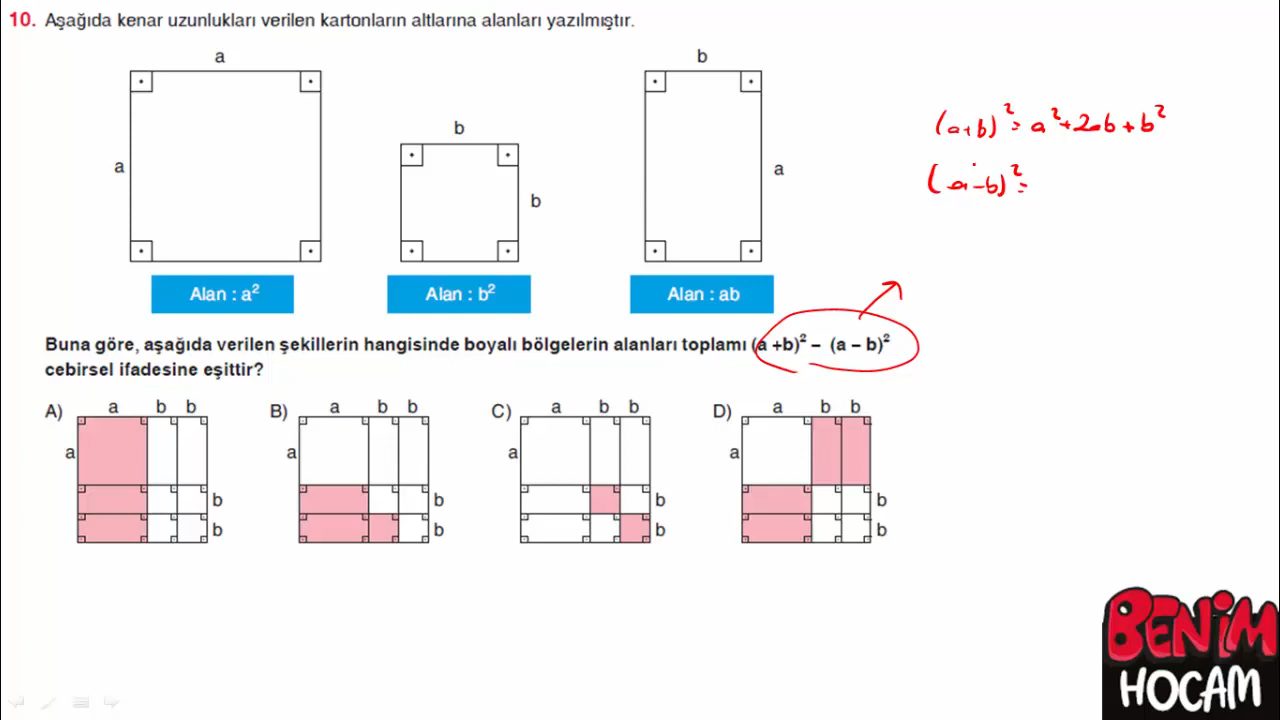 10. Aşağıda kenar uzunlukları verilen kartonların altlarına alanları yazılmıştır.
a
b
b
a
b
a
(a+b)² = a²+2ab+b²
(a-b)² =
Alan : a²
Alan : b²
Alan : ab
Buna göre, aşağıda verilen şekillerin hangisinde boyalı bölgelerin alanları toplamı (a +b)² – (a – b)²
cebirsel ifadesine eşittir?
A) a b b
a
b
b
B) a b b
a
b
b
C) a b b
a
b
b
D) a b b
a
b
b
BENiM
HOCAM